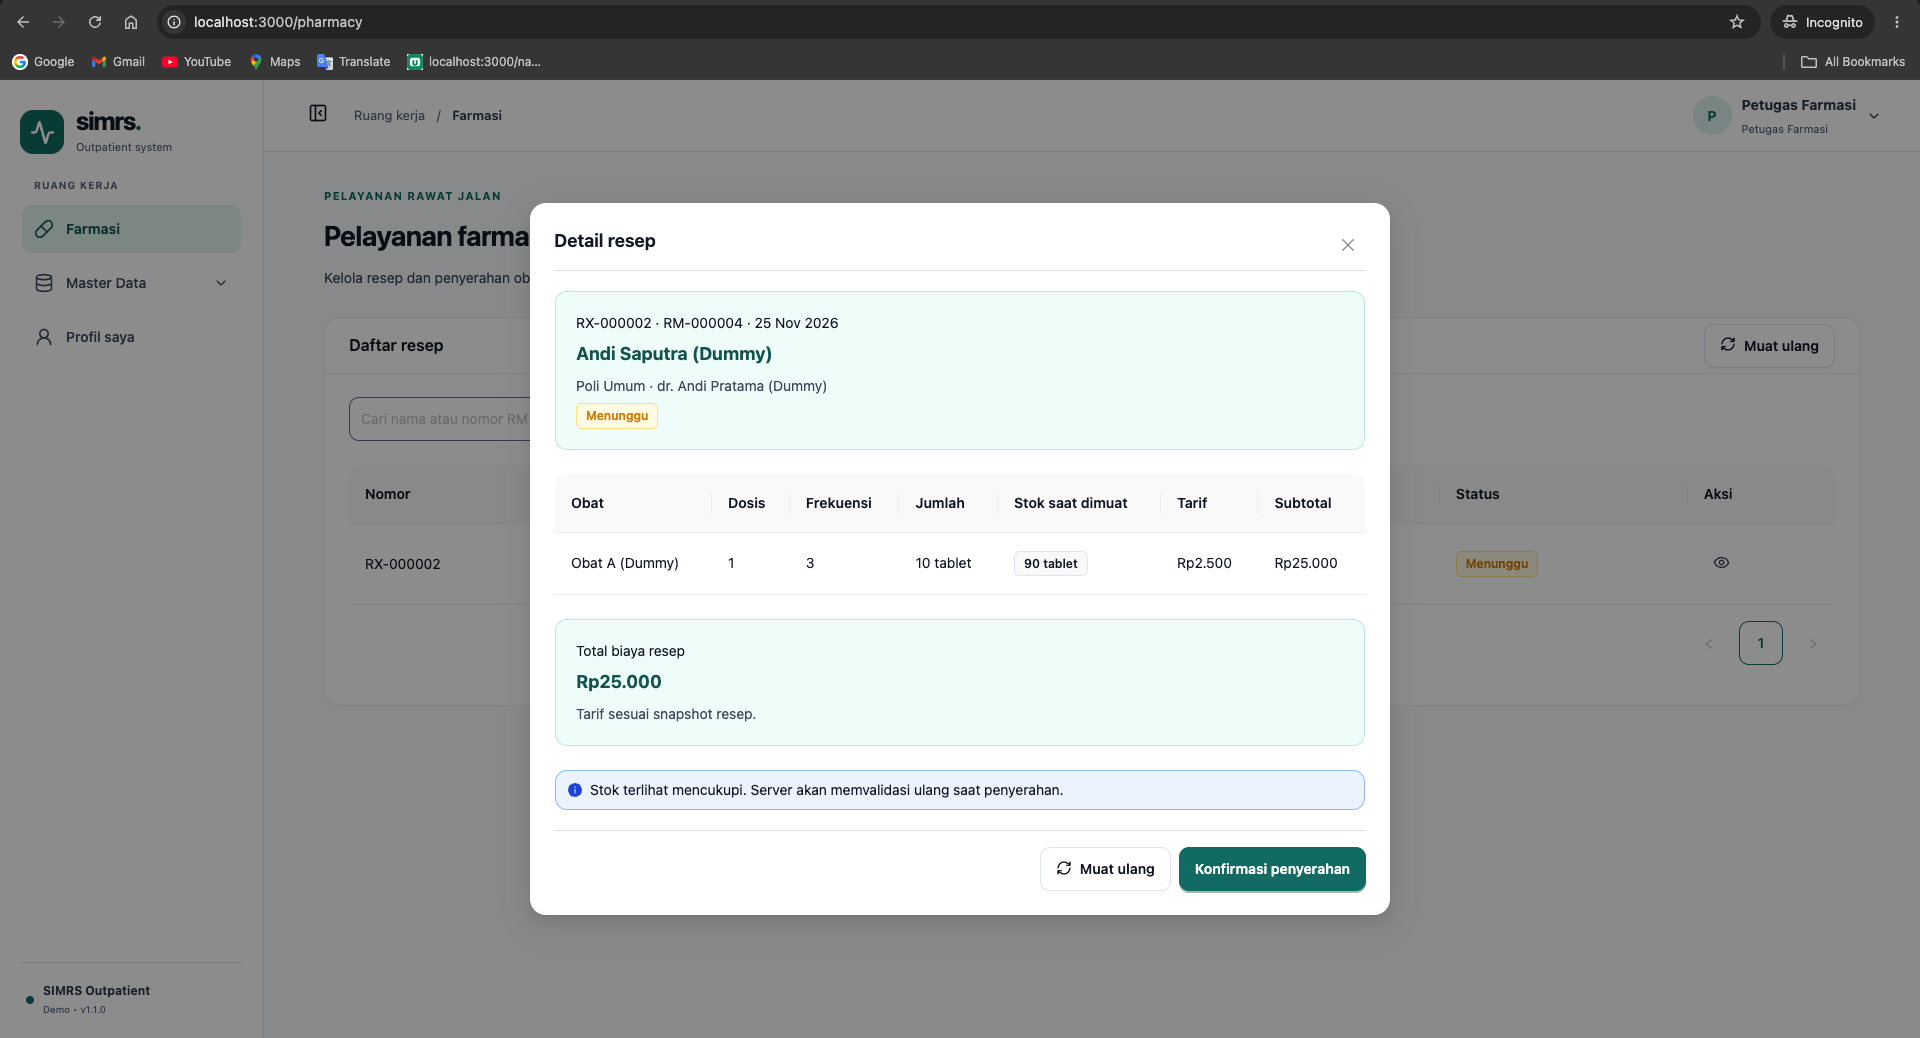 localhost:3000/pharmacy
Incognito
Google
Gmail
YouTube
Maps
Translate
localhost:3000/na...
All Bookmarks
simrs.
Outpatient system
Ruang kerja / Farmasi
P
Petugas Farmasi
Petugas Farmasi
RUANG KERJA
Farmasi
Master Data
Profil saya
PELAYANAN RAWAT JALAN
Pelayanan farma
Kelola resep dan penyerahan ob
Daftar resep
Muat ulang
Cari nama atau nomor RM
Nomor
Status
Aksi
RX-000002
Menunggu
1
Detail resep
RX-000002 · RM-000004 · 25 Nov 2026
Andi Saputra (Dummy)
Poli Umum · dr. Andi Pratama (Dummy)
Menunggu
Obat Dosis Frekuensi Jumlah Stok saat dimuat Tarif Subtotal
Obat A (Dummy) 1 3 10 tablet 90 tablet Rp2.500 Rp25.000
Total biaya resep
Rp25.000
Tarif sesuai snapshot resep.
Stok terlihat mencukupi. Server akan memvalidasi ulang saat penyerahan.
Muat ulang
Konfirmasi penyerahan
SIMRS Outpatient
Demo • v1.1.0